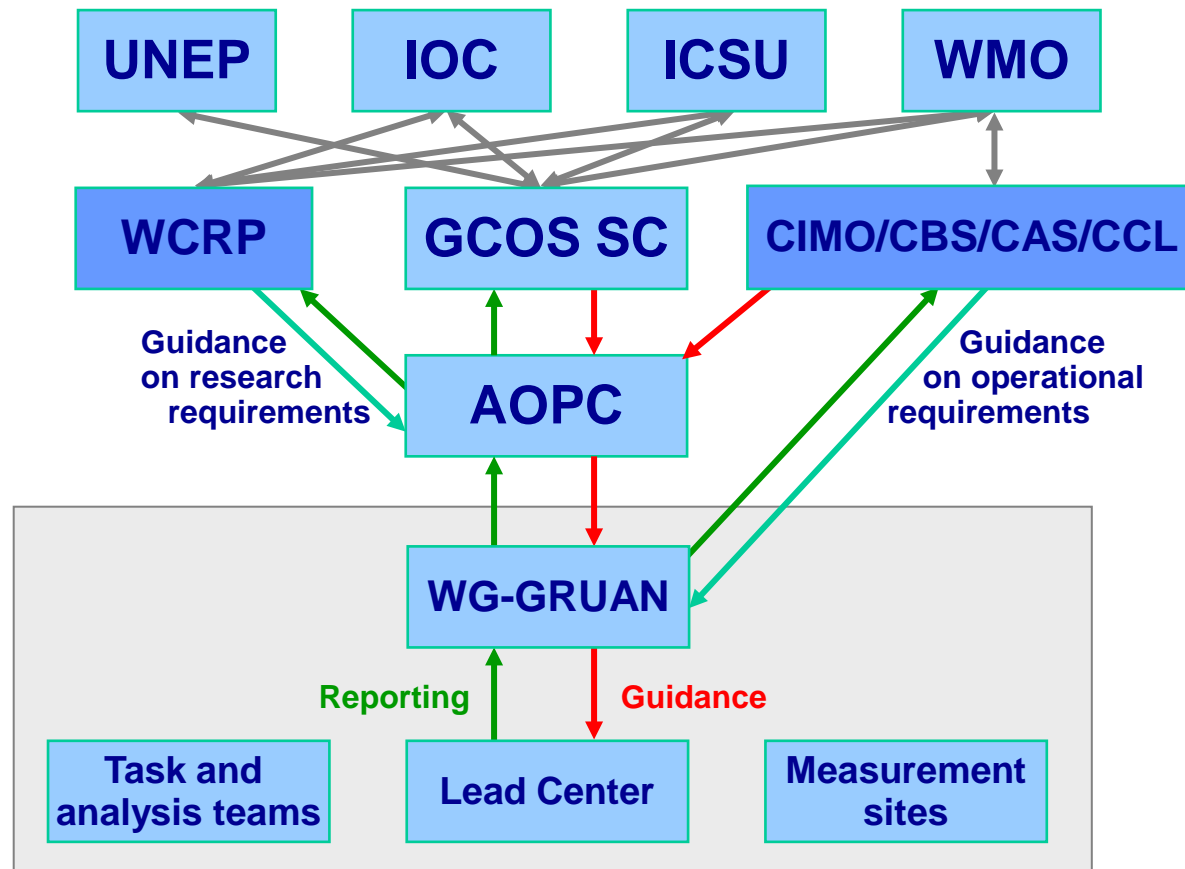 UNEP
IOC
ICSU
WMO
WCRP
GCOS SC
CIMO/CBS/CAS/CCL
Guidance
on research
requirements
AOPC
Guidance
on operational
requirements
WG-GRUAN
Reporting
Guidance
Task and
analysis teams
Lead Center
Measurement
sites